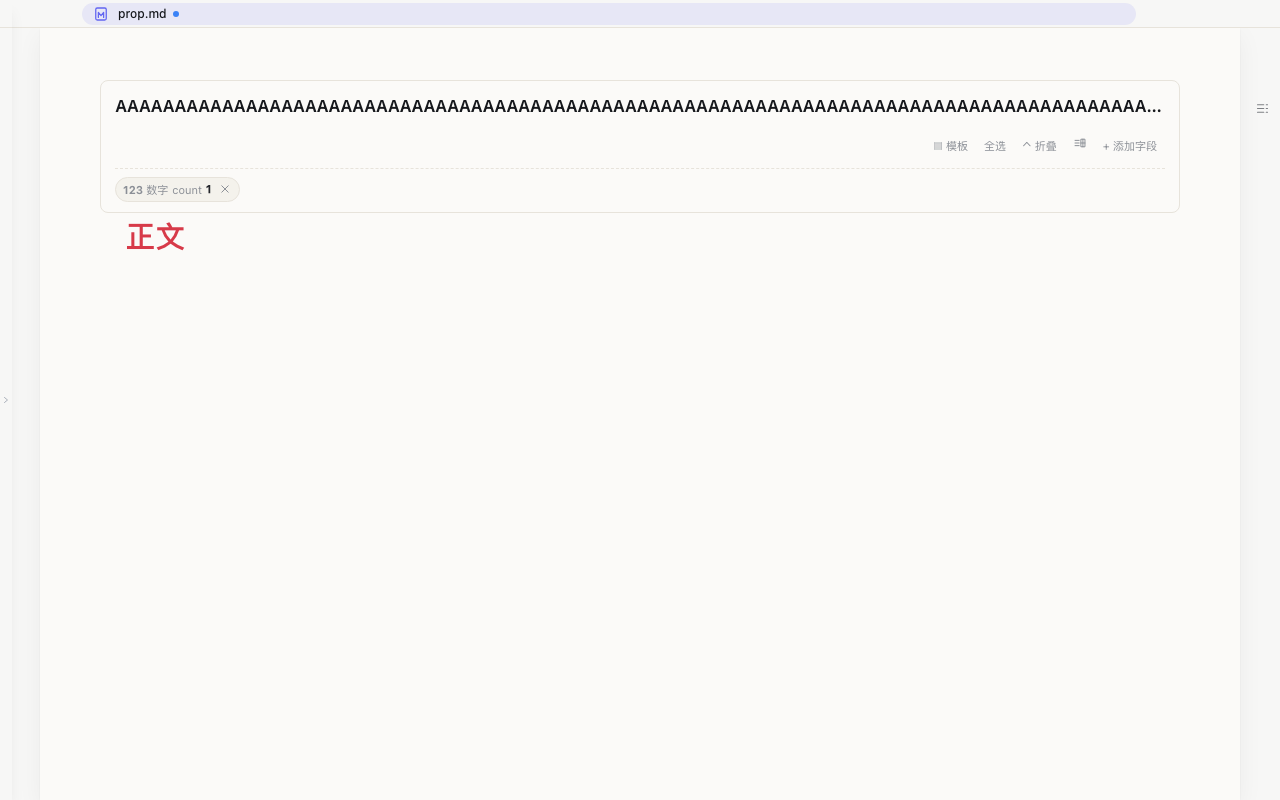 prop.md
AAAAAAAAAAAAAAAAAAAAAAAAAAAAAAAAAAAAAAAAAAAAAAAAAAAAAAAAAAAAAAAAAAAAAAAAAAAAAAAAAAAAAAA...
模板 全选 折叠 + 添加字段
123 数字 count 1
正文